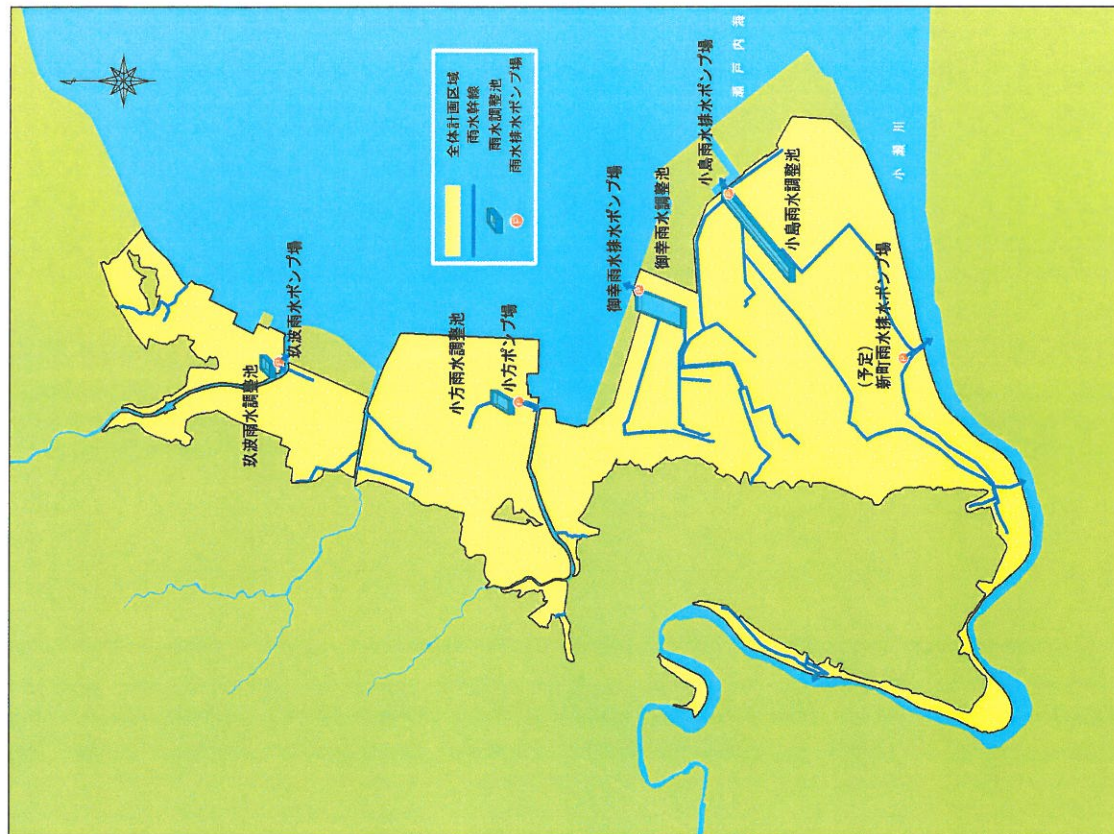 全体計画区域
雨水幹線
雨水調整池
雨水排水ポンプ場
玖波雨水ポンプ場
玖波雨水調整池
小方雨水調整池
小方ポンプ場
御幸雨水排水ポンプ場
御幸雨水調整池
小島雨水排水ポンプ場
小島雨水調整池
(予定)
新町雨水排水ポンプ場
瀬戸内海
小瀬川
P
P
P
P
P
P